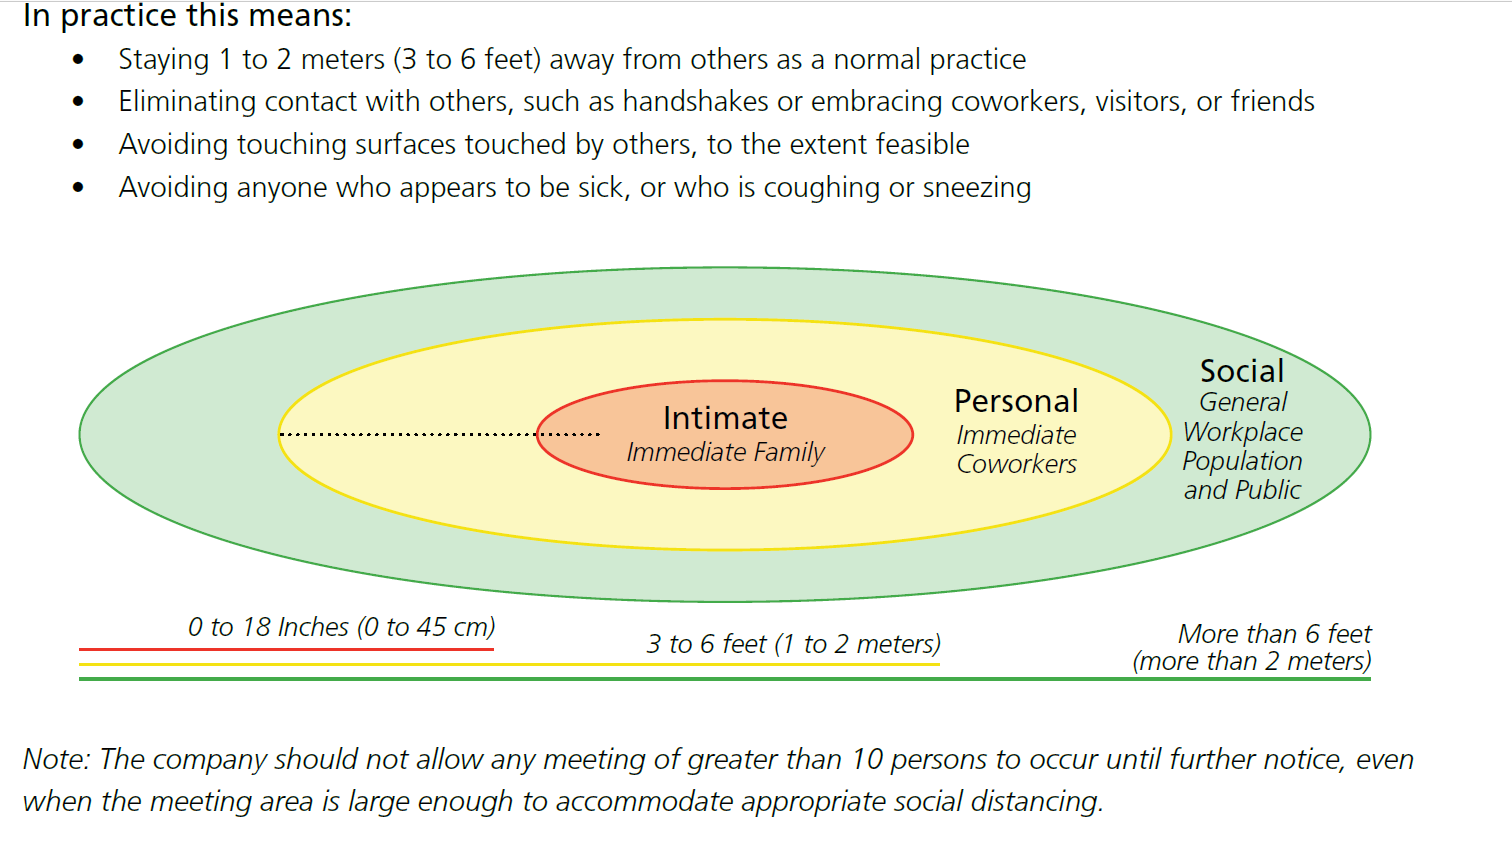 In practice this means:
• Staying 1 to 2 meters (3 to 6 feet) away from others as a normal practice
• Eliminating contact with others, such as handshakes or embracing coworkers, visitors, or friends
• Avoiding touching surfaces touched by others, to the extent feasible
• Avoiding anyone who appears to be sick, or who is coughing or sneezing
Intimate
Immediate Family
Personal
Immediate
Coworkers
Social
General
Workplace
Population
and Public
0 to 18 Inches (0 to 45 cm)
3 to 6 feet (1 to 2 meters)
More than 6 feet
(more than 2 meters)
Note: The company should not allow any meeting of greater than 10 persons to occur until further notice, even
when the meeting area is large enough to accommodate appropriate social distancing.